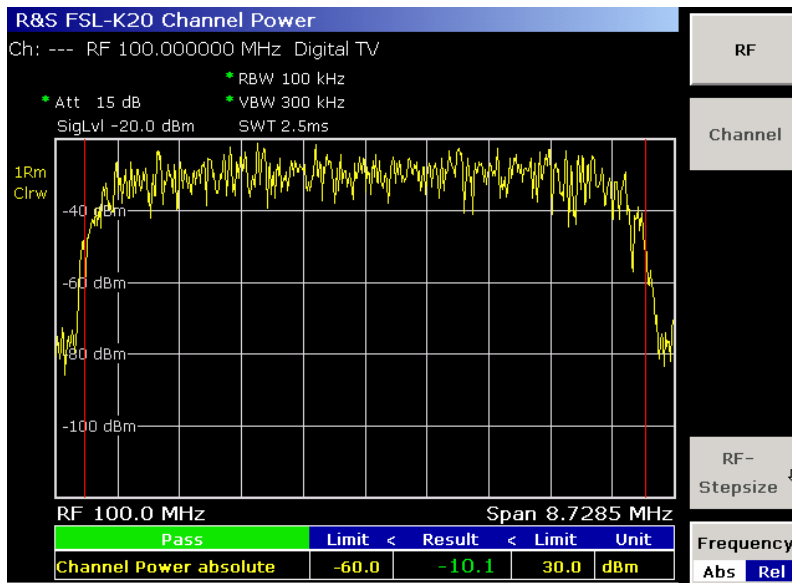 R&S FSL-K20 Channel Power
Ch: --- RF 100.000000 MHz Digital TV
* RBW 100 kHz
* Att 15 dB * VBW 300 kHz
SigLvl -20.0 dBm SWT 2.5ms
1Rm
Clrw
-40 dBm
-60 dBm
-80 dBm
-100 dBm
RF 100.0 MHz Span 8.7285 MHz
Pass Limit < Result < Limit Unit
Channel Power absolute -60.0 -10.1 30.0 dBm
RF
Channel
RF-
Stepsize
Frequency
Abs Rel